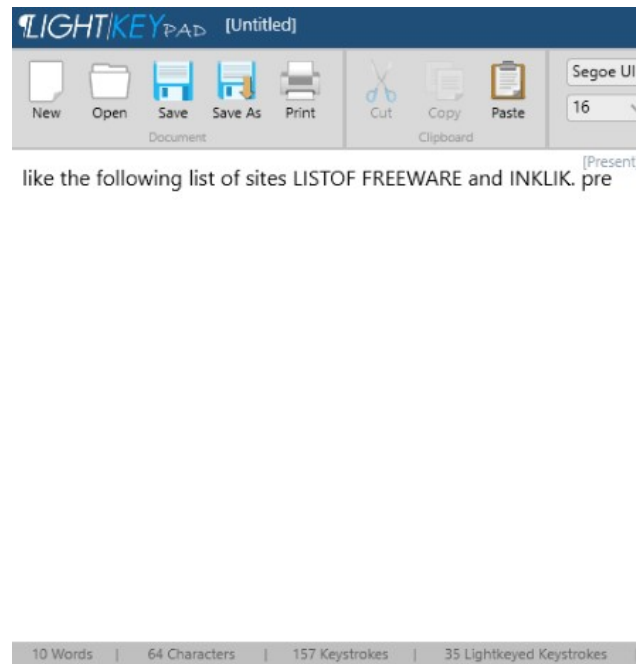 LIGHTKEYPAD [Untitled]
New Open Save Save As Print Cut Copy Paste
Segoe UI
16
Document Clipboard
[Present
like the following list of sites LISTOF FREEWARE and INKLIK. pre
10 Words | 64 Characters | 157 Keystrokes | 35 Lightkeyed Keystrokes